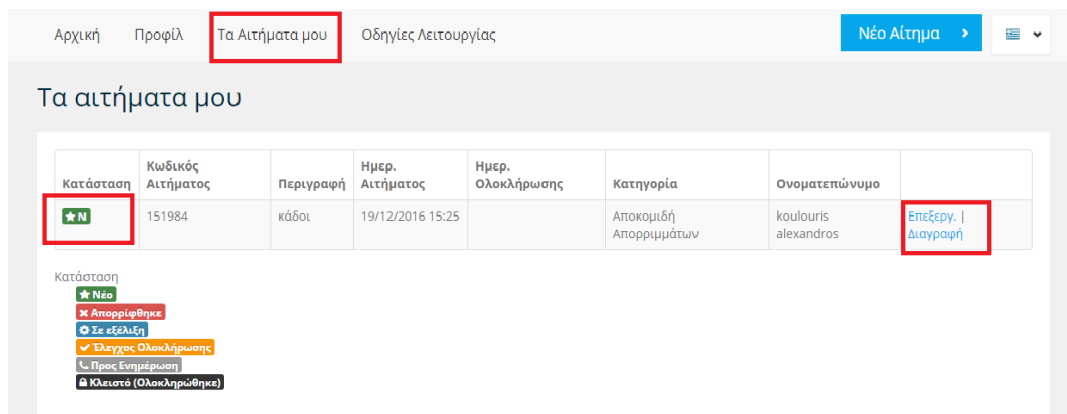 Αρχική Προφίλ Τα Αιτήματα μου Οδηγίες Λειτουργίας Νέο Αίτημα
Τα αιτήματα μου
Κατάσταση Κωδικός Αιτήματος Περιγραφή Ημερ. Αιτήματος Ημερ. Ολοκλήρωσης Κατηγορία Ονοματεπώνυμο
Ν 151984 κάδοι 19/12/2016 15:25 Αποκομιδή Απορριμμάτων koulouris alexandros Επεξεργ. | Διαγραφή
Κατάσταση
Νέο
Απορρίφθηκε
Σε εξέλιξη
Έλεγχος Ολοκλήρωσης
Προς Ενημέρωση
Κλειστό (Ολοκληρώθηκε)